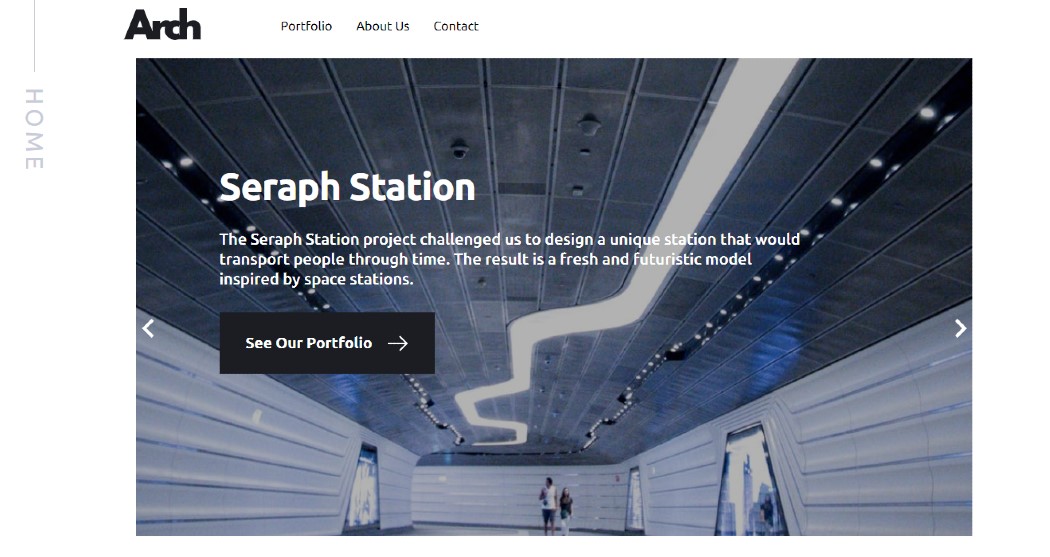 Arch
Portfolio
About Us
Contact
HOME
Seraph Station
The Seraph Station project challenged us to design a unique station that would
transport people through time. The result is a fresh and futuristic model
inspired by space stations.
See Our Portfolio